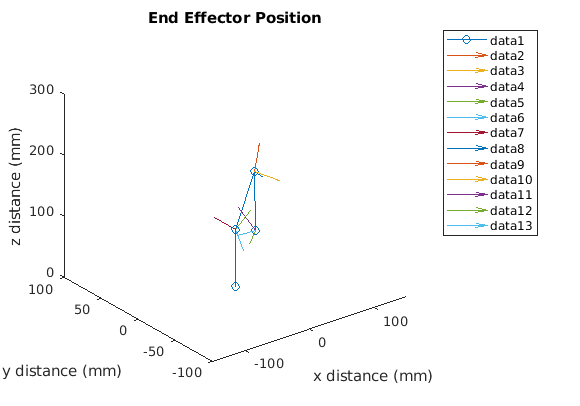 End Effector Position
data1
data2
data3
data4
data5
data6
data7
data8
data9
data10
data11
data12
data13
z distance (mm)
300
200
100
0
100
50
0
-50
-100
y distance (mm)
-100
0
100
x distance (mm)